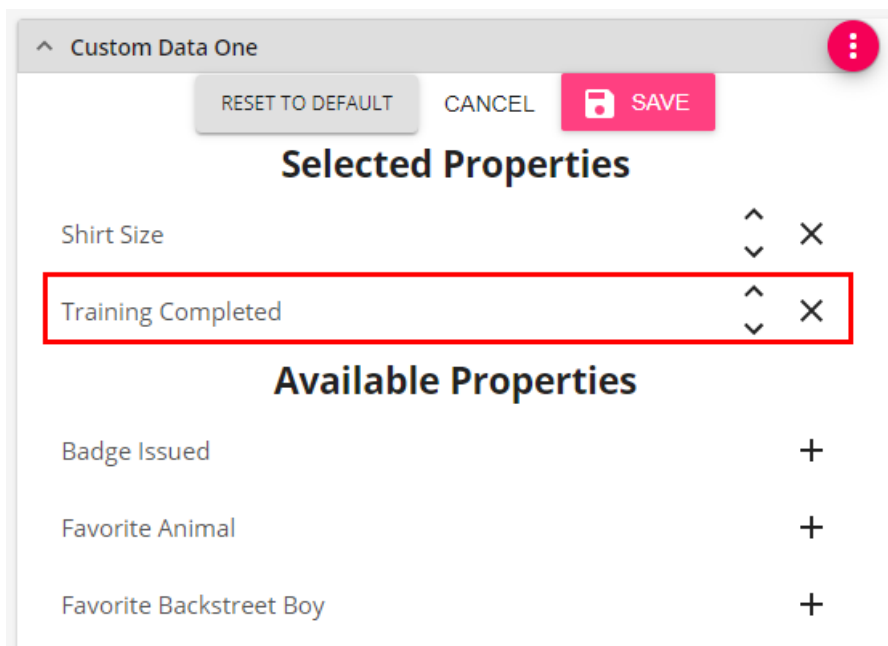 Custom Data One
RESET TO DEFAULT CANCEL SAVE
Selected Properties
Shirt Size
Training Completed
Available Properties
Badge Issued
Favorite Animal
Favorite Backstreet Boy